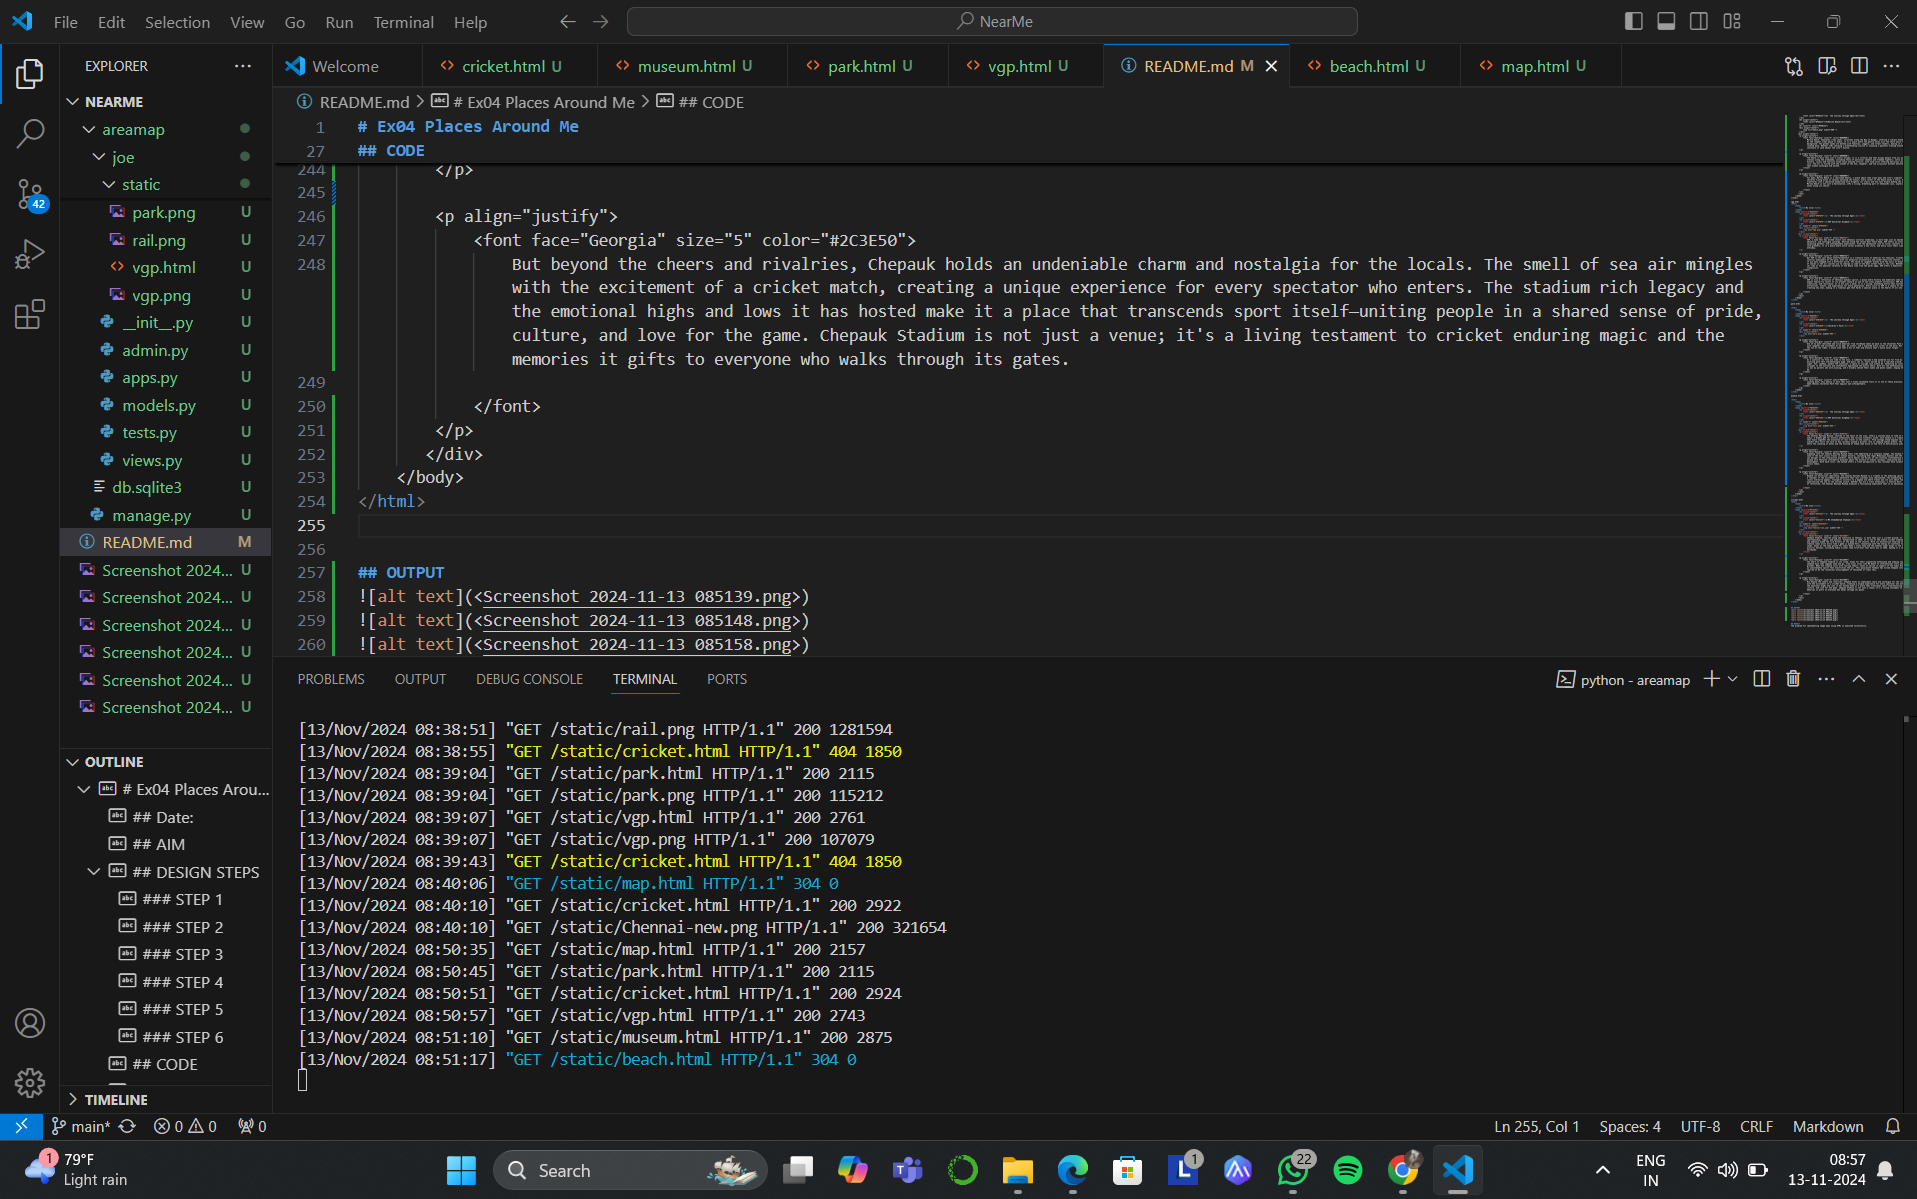 File Edit Selection View Go Run Terminal Help
NearMe
EXPLORER
NEARME
areamap
joe
static
park.png U
rail.png U
vgp.html U
vgp.png U
__init__.py U
admin.py U
apps.py U
models.py U
tests.py U
views.py U
db.sqlite3 U
manage.py U
README.md M
Screenshot 2024... U
Screenshot 2024... U
Screenshot 2024... U
Screenshot 2024... U
Screenshot 2024... U
Screenshot 2024... U
OUTLINE
# Ex04 Places Arou...
## Date:
## AIM
## DESIGN STEPS
### STEP 1
### STEP 2
### STEP 3
### STEP 4
### STEP 5
### STEP 6
## CODE
TIMELINE
42
Welcome cricket.html U museum.html U park.html U vgp.html U README.md M beach.html U map.html U
README.md > # Ex04 Places Around Me > ## CODE
1 # Ex04 Places Around Me
27 ## CODE
244 </p>
245
246 <p align="justify">
247 <font face="Georgia" size="5" color="#2C3E50">
248 But beyond the cheers and rivalries, Chepauk holds an undeniable charm and nostalgia for the locals. The smell of sea air mingles
with the excitement of a cricket match, creating a unique experience for every spectator who enters. The stadium rich legacy and
the emotional highs and lows it has hosted make it a place that transcends sport itself—uniting people in a shared sense of pride,
culture, and love for the game. Chepauk Stadium is not just a venue; it's a living testament to cricket enduring magic and the
memories it gifts to everyone who walks through its gates.
249
250 </font>
251 </p>
252 </div>
253 </body>
254 </html>
255
256
257 ## OUTPUT
258 ![alt text](<Screenshot 2024-11-13 085139.png>)
259 ![alt text](<Screenshot 2024-11-13 085148.png>)
260 ![alt text](<Screenshot 2024-11-13 085158.png>)
PROBLEMS OUTPUT DEBUG CONSOLE TERMINAL PORTS
python - areamap
[13/Nov/2024 08:38:51] "GET /static/rail.png HTTP/1.1" 200 1281594
[13/Nov/2024 08:38:55] "GET /static/cricket.html HTTP/1.1" 404 1850
[13/Nov/2024 08:39:04] "GET /static/park.html HTTP/1.1" 200 2115
[13/Nov/2024 08:39:04] "GET /static/park.png HTTP/1.1" 200 115212
[13/Nov/2024 08:39:07] "GET /static/vgp.html HTTP/1.1" 200 2761
[13/Nov/2024 08:39:07] "GET /static/vgp.png HTTP/1.1" 200 107079
[13/Nov/2024 08:39:43] "GET /static/cricket.html HTTP/1.1" 404 1850
[13/Nov/2024 08:40:06] "GET /static/map.html HTTP/1.1" 304 0
[13/Nov/2024 08:40:10] "GET /static/cricket.html HTTP/1.1" 200 2922
[13/Nov/2024 08:40:10] "GET /static/Chennai-new.png HTTP/1.1" 200 321654
[13/Nov/2024 08:50:35] "GET /static/map.html HTTP/1.1" 200 2157
[13/Nov/2024 08:50:45] "GET /static/park.html HTTP/1.1" 200 2115
[13/Nov/2024 08:50:51] "GET /static/cricket.html HTTP/1.1" 200 2924
[13/Nov/2024 08:50:57] "GET /static/vgp.html HTTP/1.1" 200 2743
[13/Nov/2024 08:51:10] "GET /static/museum.html HTTP/1.1" 200 2875
[13/Nov/2024 08:51:17] "GET /static/beach.html HTTP/1.1" 304 0
main* 0 0 0
Ln 255, Col 1 Spaces: 4 UTF-8 CRLF Markdown
1 79°F
Light rain
Search
1
22
ENG
IN
08:57
13-11-2024